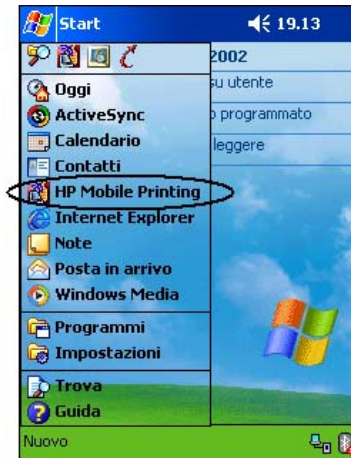 Start 19.13
2002
Oggi
su utente
ActiveSync
o programmato
Calendario
leggere
Contatti
HP Mobile Printing
Internet Explorer
Note
Posta in arrivo
Windows Media
Programmi
Impostazioni
Trova
Guida
Nuovo